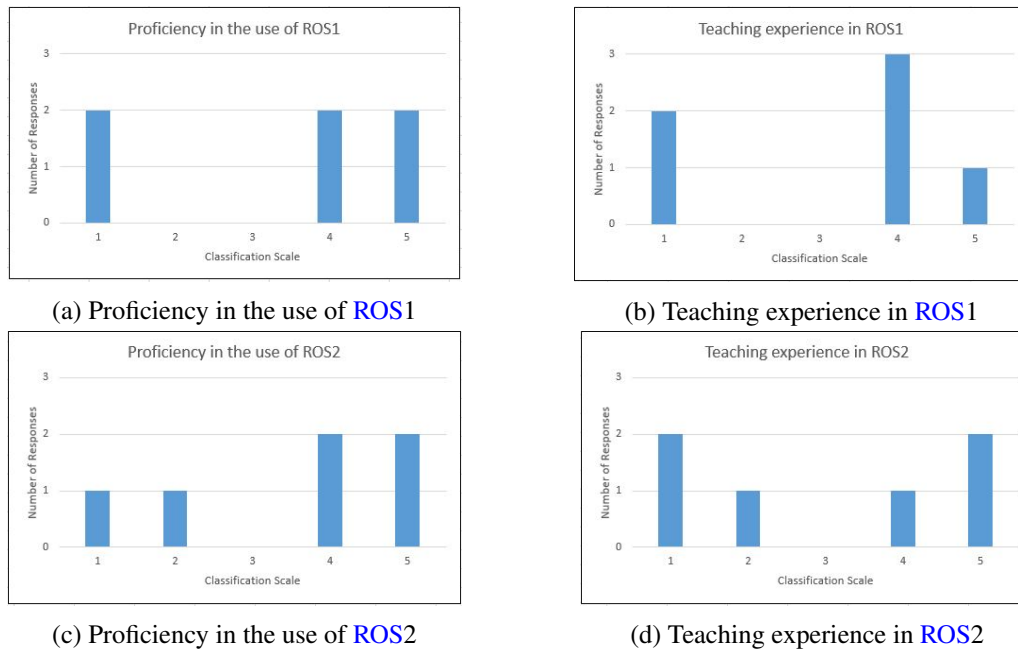 Proficiency in the use of ROS1
3
2
1
0
Number of Responses
1 2 3 4 5
Classification Scale
(a) Proficiency in the use of ROS1
Teaching experience in ROS1
3
2
1
0
Number of Responses
1 2 3 4 5
Classification Scale
(b) Teaching experience in ROS1
Proficiency in the use of ROS2
3
2
1
0
Number of Responses
1 2 3 4 5
Classification Scale
(c) Proficiency in the use of ROS2
Teaching experience in ROS2
3
2
1
0
Number of Responses
1 2 3 4 5
Classification Scale
(d) Teaching experience in ROS2